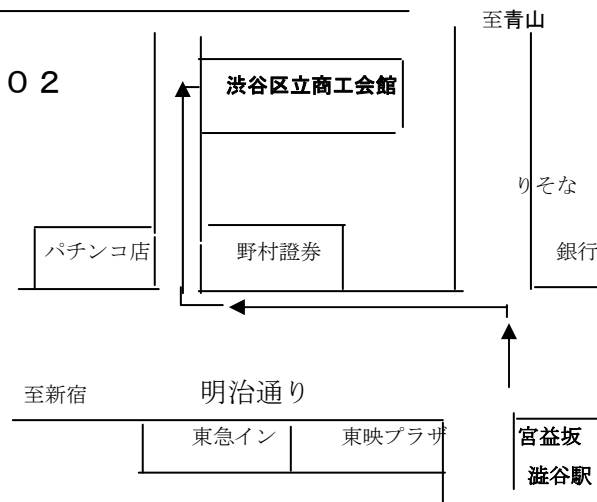 至青山
０２
渋谷区立商工会館
りそな
パチンコ店
野村證券
銀行
至新宿
明治通り
東急イン
東映プラザ
宮益坂
澁谷駅